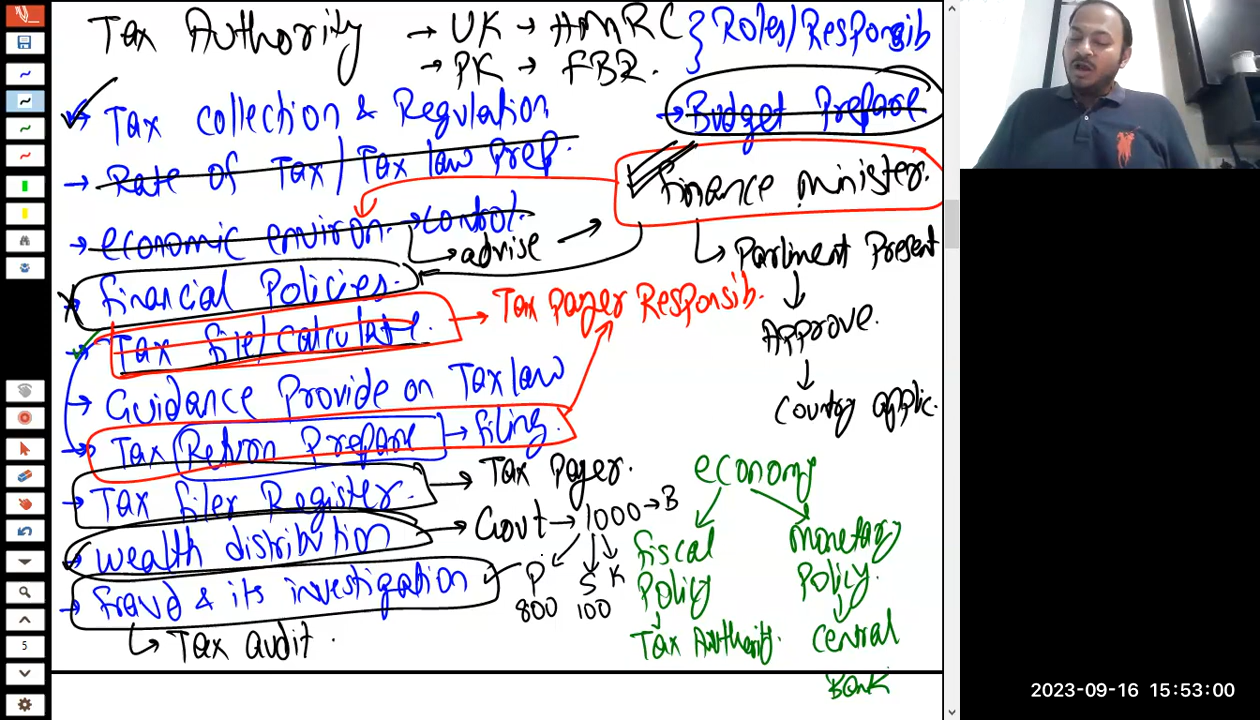 Tax Authority → UK → HMRC } Roles/Responsib
→ PK → FBR.
Tax collection & Regulation
→ Budget Prepare
→ Rate of Tax / Tax law Prep.
Finance minister.
→ economic environ. → control.
→ advise →
Parliment Present
Financial Policies.
Approve.
Country applic.
Tax file/calculate. → Tax Payer Responsib.
→ Guidance Provide on Tax law
→ Tax Return Prepare → filing.
→ Tax filer Register. → Tax Payer.
→ wealth distribution → Govt → 1000 → B
P S K
800 100
→ fraud & its investigation
Tax audit.
economy
Fiscal Policy
Tax Authority.
monetary Policy.
Central Bank
5
2023-09-16 15:53:00